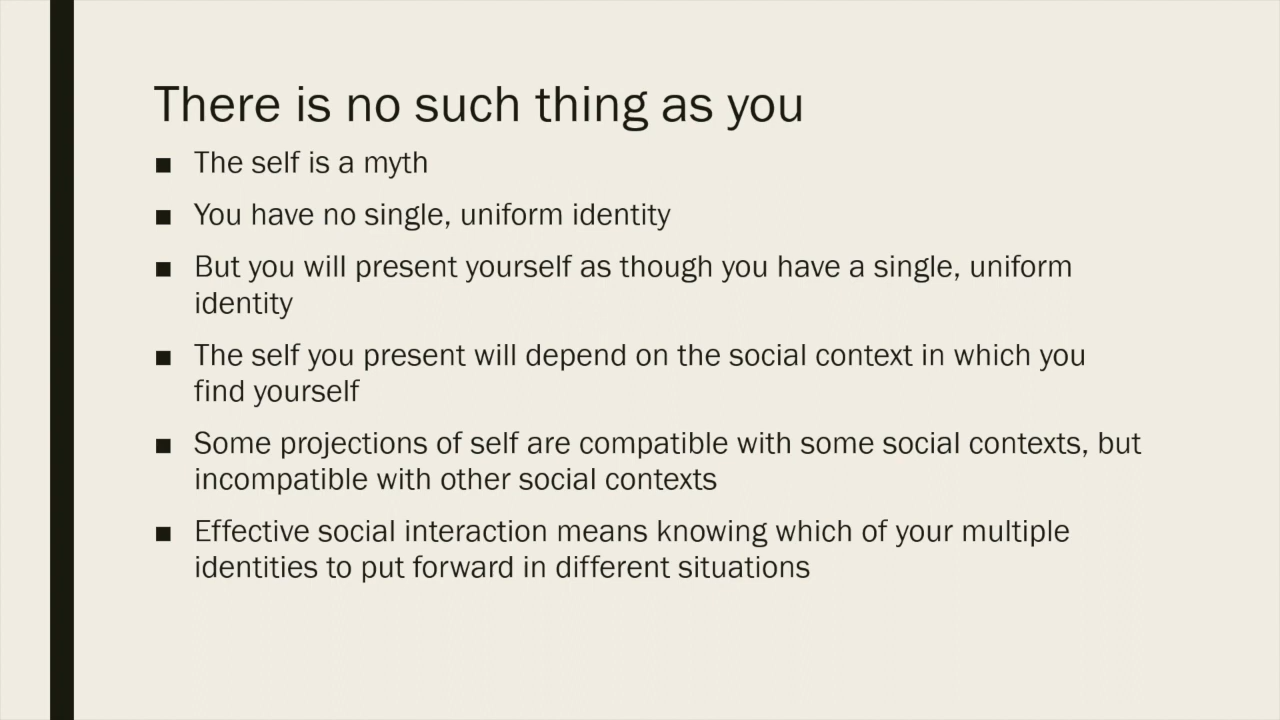 There is no such thing as you
■ The self is a myth
■ You have no single, uniform identity
■ But you will present yourself as though you have a single, uniform
identity
■ The self you present will depend on the social context in which you
find yourself
■ Some projections of self are compatible with some social contexts, but
incompatible with other social contexts
■ Effective social interaction means knowing which of your multiple
identities to put forward in different situations